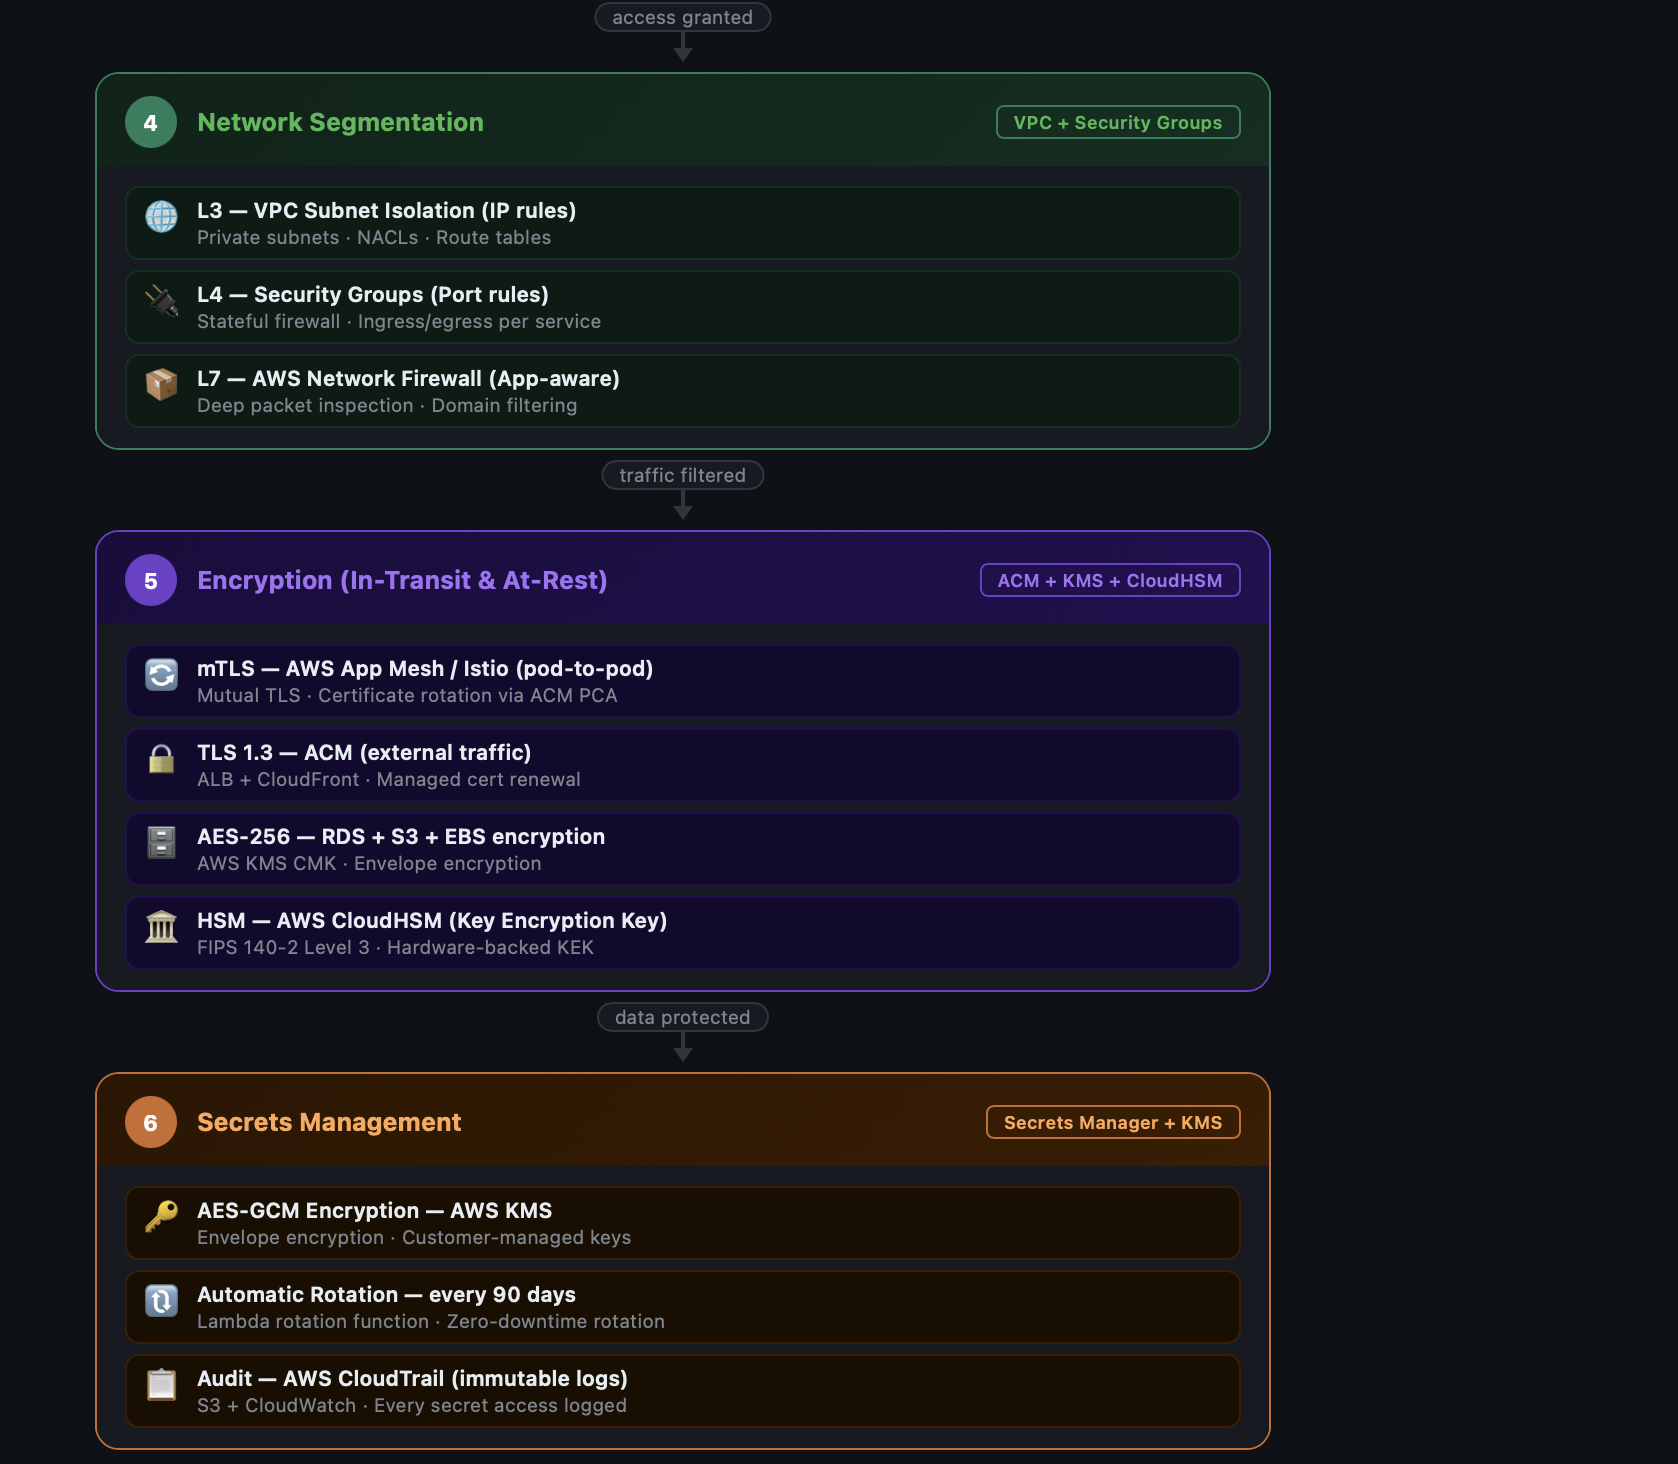 access granted
4
Network Segmentation
VPC + Security Groups
L3 — VPC Subnet Isolation (IP rules)
Private subnets · NACLs · Route tables
L4 — Security Groups (Port rules)
Stateful firewall · Ingress/egress per service
L7 — AWS Network Firewall (App-aware)
Deep packet inspection · Domain filtering
traffic filtered
5
Encryption (In-Transit & At-Rest)
ACM + KMS + CloudHSM
mTLS — AWS App Mesh / Istio (pod-to-pod)
Mutual TLS · Certificate rotation via ACM PCA
TLS 1.3 — ACM (external traffic)
ALB + CloudFront · Managed cert renewal
AES-256 — RDS + S3 + EBS encryption
AWS KMS CMK · Envelope encryption
HSM — AWS CloudHSM (Key Encryption Key)
FIPS 140-2 Level 3 · Hardware-backed KEK
data protected
6
Secrets Management
Secrets Manager + KMS
AES-GCM Encryption — AWS KMS
Envelope encryption · Customer-managed keys
Automatic Rotation — every 90 days
Lambda rotation function · Zero-downtime rotation
Audit — AWS CloudTrail (immutable logs)
S3 + CloudWatch · Every secret access logged